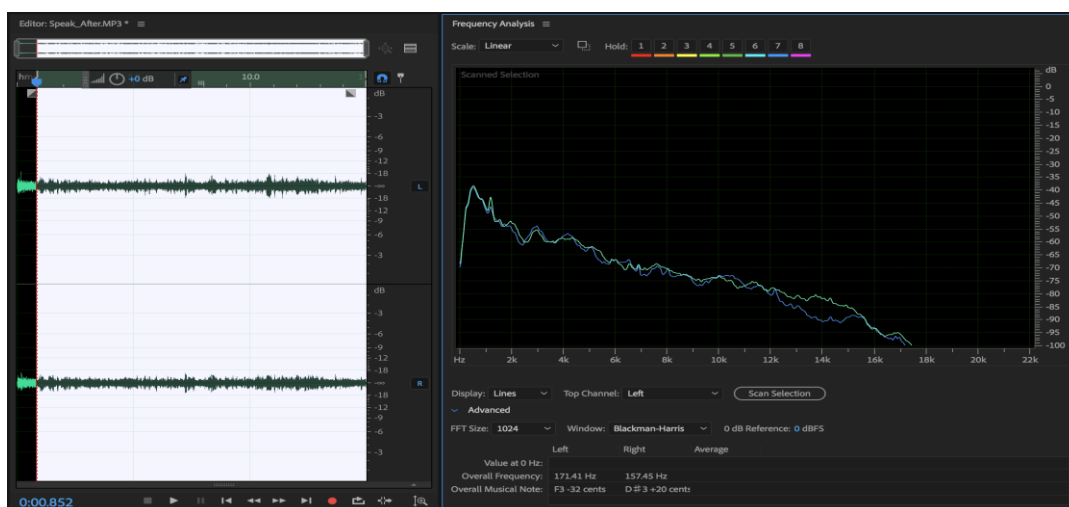 Editor: Speak_After.MP3 *
hms
+0 dB
10.0
dB
-3
-6
-9
-12
-18
-∞
-18
-12
-9
-6
-3
L
dB
-3
-6
-9
-12
-18
-∞
-18
-12
-9
-6
-3
R
0:00.852
Frequency Analysis
Scale: Linear
Hold: 1 2 3 4 5 6 7 8
Scanned Selection
dB
0
-5
-10
-15
-20
-25
-30
-35
-40
-45
-50
-55
-60
-65
-70
-75
-80
-85
-90
-95
-100
Hz 2k 4k 6k 8k 10k 12k 14k 16k 18k 20k 22k
Display: Lines Top Channel: Left Scan Selection
Advanced
FFT Size: 1024 Window: Blackman-Harris 0 dB Reference: 0 dBFS
Left Right Average
Value at 0 Hz:
Overall Frequency: 171.41 Hz 157.45 Hz
Overall Musical Note: F3 -32 cents D#3 +20 cents